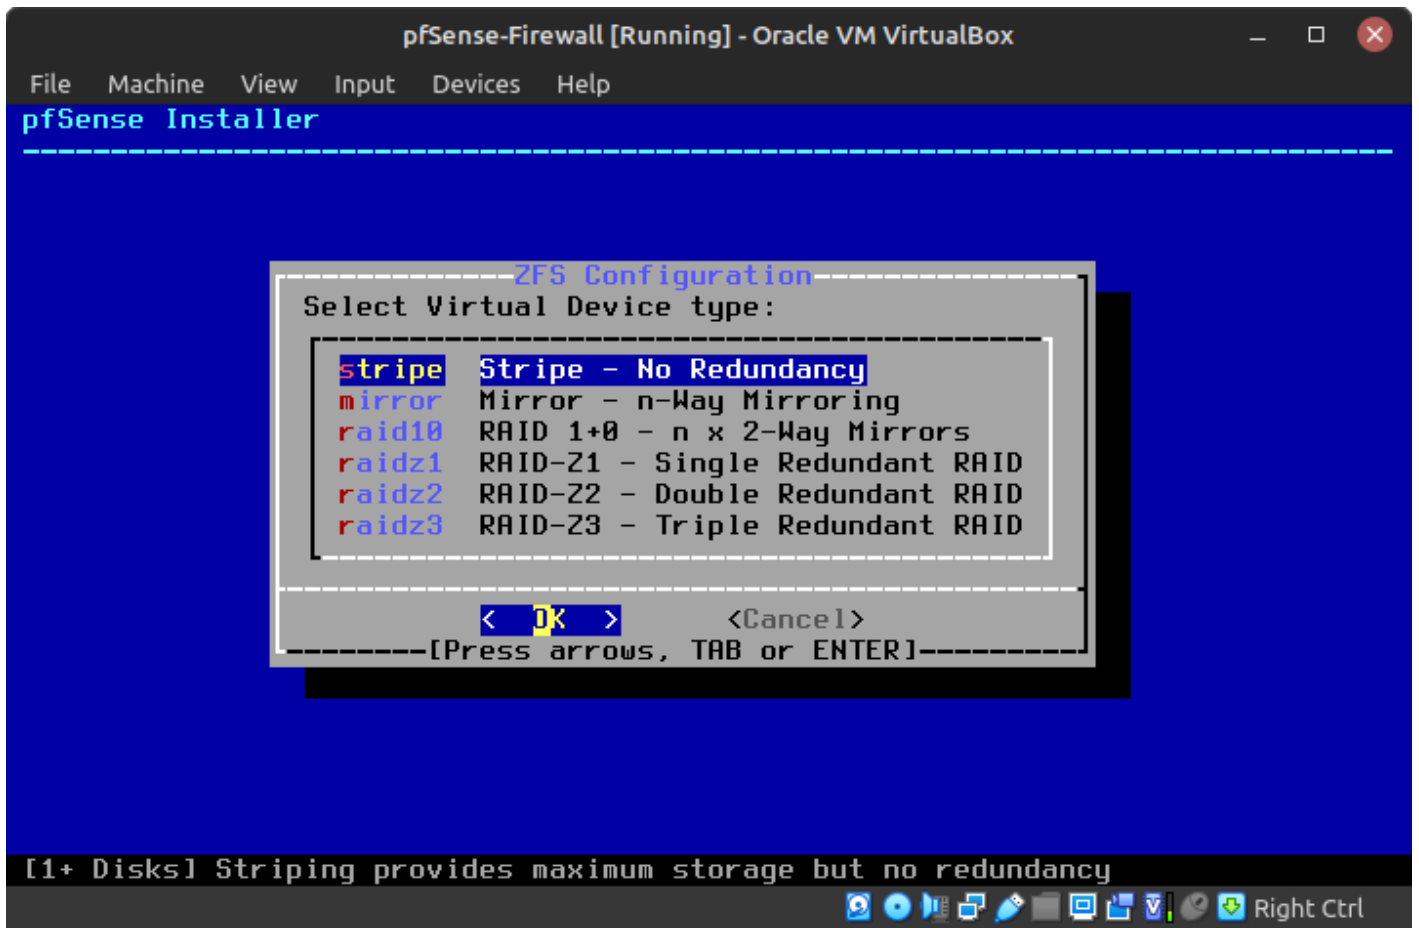 pfSense-Firewall [Running] - Oracle VM VirtualBox
File Machine View Input Devices Help
pfSense Installer
ZFS Configuration
Select Virtual Device type:
stripe Stripe - No Redundancy
mirror Mirror - n-Way Mirroring
raid10 RAID 1+0 - n x 2-Way Mirrors
raidz1 RAID-Z1 - Single Redundant RAID
raidz2 RAID-Z2 - Double Redundant RAID
raidz3 RAID-Z3 - Triple Redundant RAID
< OK > <Cancel>
[Press arrows, TAB or ENTER]
[1+ Disks] Striping provides maximum storage but no redundancy
Right Ctrl